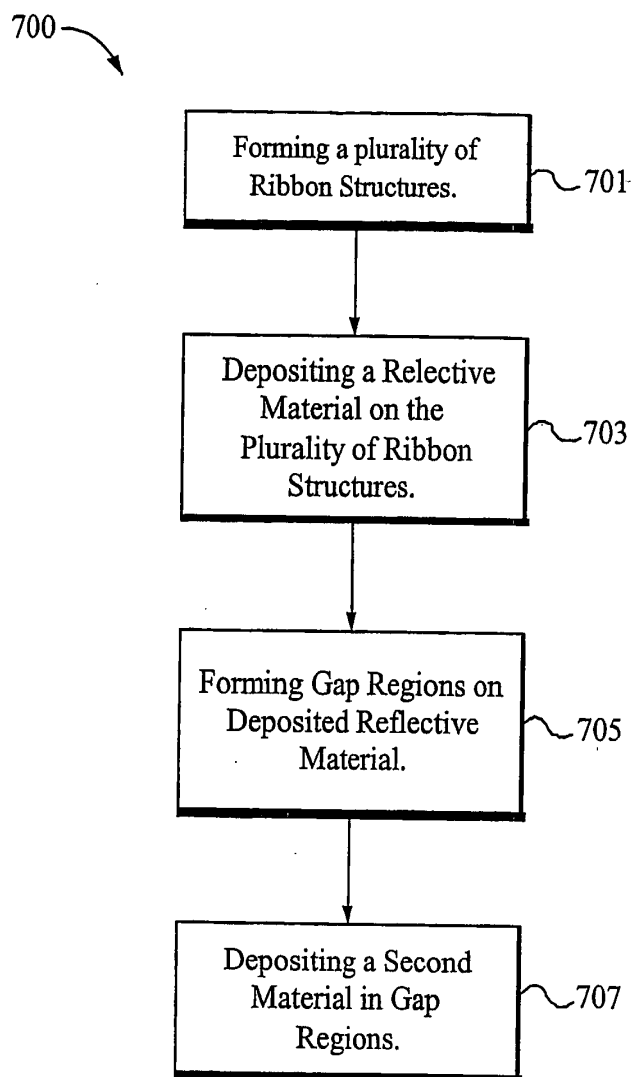 700
Forming a plurality of
Ribbon Structures.
701
Depositing a Relective
Material on the
Plurality of Ribbon
Structures.
703
Forming Gap Regions on
Deposited Reflective
Material.
705
Depositing a Second
Material in Gap
Regions.
707